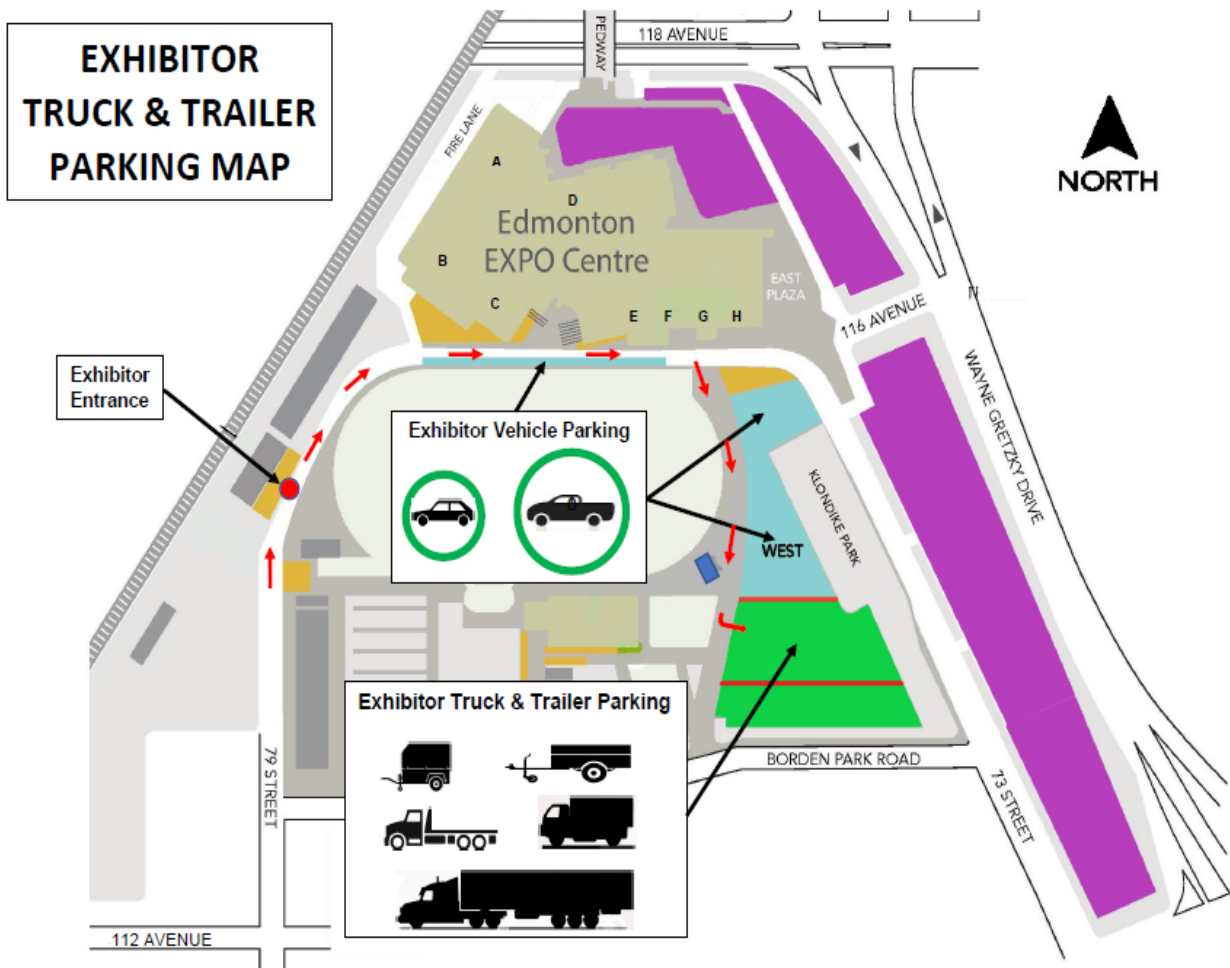 EXHIBITOR
TRUCK & TRAILER
PARKING MAP
PEDWAY
118 AVENUE
NORTH
FIRE LANE
A
D
Edmonton
EXPO Centre
B
C
E F G H
EAST
PLAZA
116 AVENUE
WAYNE GRETZKY DRIVE
Exhibitor
Entrance
Exhibitor Vehicle Parking
KLONDIKE PARK
WEST
Exhibitor Truck & Trailer Parking
79 STREET
BORDEN PARK ROAD
73 STREET
112 AVENUE